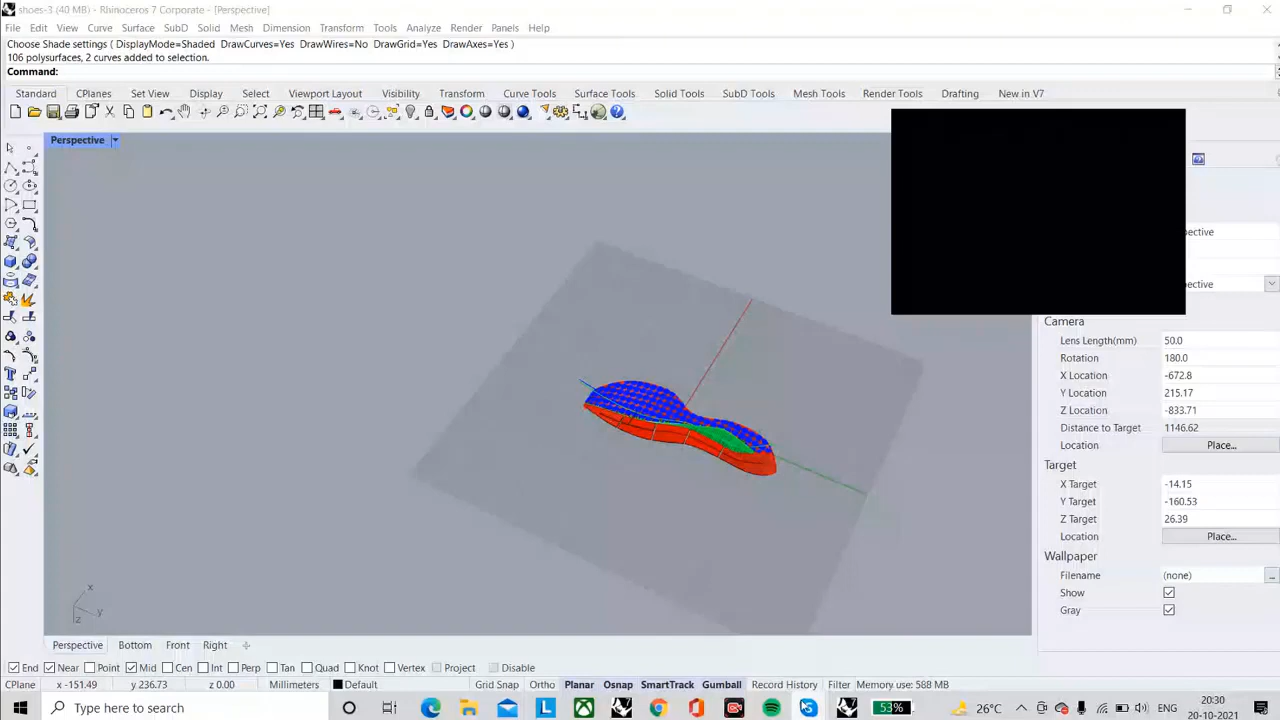 shoes-3 (40 MB) - Rhinoceros 7 Corporate - [Perspective]
File Edit View Curve Surface SubD Solid Mesh Dimension Transform Tools Analyze Render Panels Help
Choose Shade settings ( DisplayMode=Shaded DrawCurves=Yes DrawWires=No DrawGrid=Yes DrawAxes=Yes )
106 polysurfaces, 2 curves added to selection.
Command:
Standard CPlanes Set View Display Select Viewport Layout Visibility Transform Curve Tools Surface Tools Solid Tools SubD Tools Mesh Tools Render Tools Drafting New in V7
Perspective
spective
spective
Camera
Lens Length(mm) 50.0
Rotation 180.0
X Location -672.8
Y Location 215.17
Z Location -833.71
Distance to Target 1146.62
Location Place...
Target
X Target -14.15
Y Target -160.53
Z Target 26.39
Location Place...
Wallpaper
Filename (none) ...
Show
Gray
x
y
z
Perspective Bottom Front Right
End Near Point Mid Cen Int Perp Tan Quad Knot Vertex Project Disable
CPlane x -151.49 y 236.73 z 0.00 Millimeters Default Grid Snap Ortho Planar Osnap SmartTrack Gumball Record History Filter Memory use: 588 MB
Type here to search L 53% 26°C ENG 20:30
20-10-2021